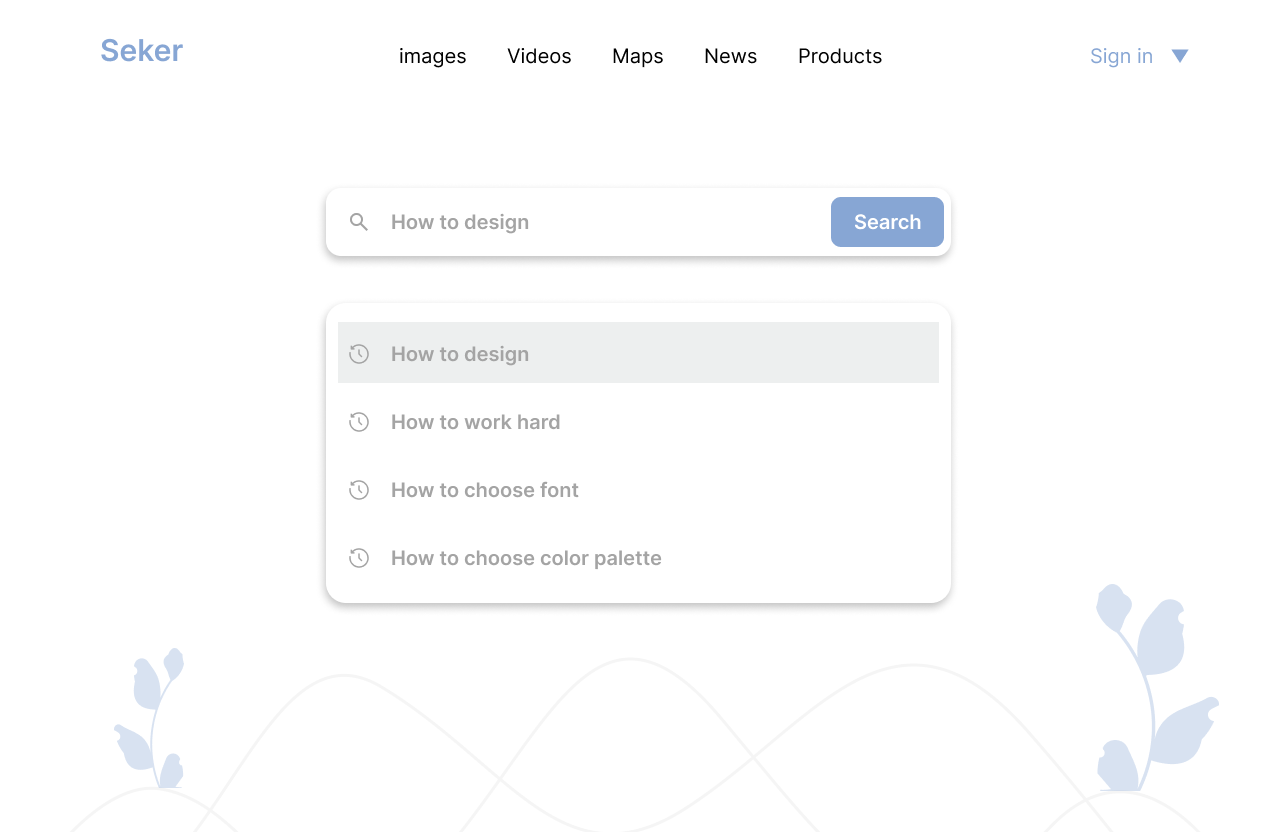 Seker
images Videos Maps News Products
Sign in
How to design
Search
How to design
How to work hard
How to choose font
How to choose color palette